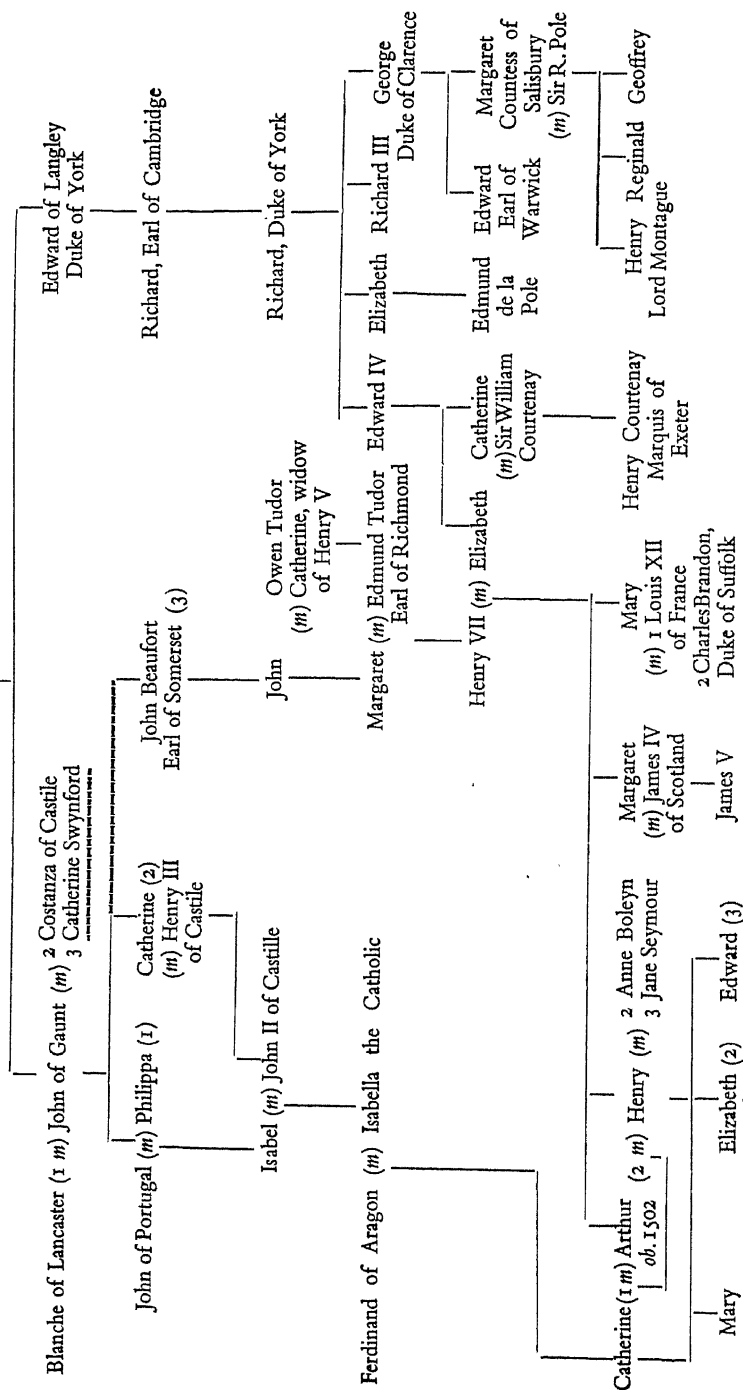 Edward of Langley
Duke of York
Blanche of Lancaster (1 m) John of Gaunt (m) 2 Costanza of Castile
3 Catherine Swynford
Richard, Earl of Cambridge
John Beaufort
Earl of Somerset (3)
Catherine (2)
(m) Henry III
of Castile
John of Portugal (m) Philippa (1)
Richard, Duke of York
Owen Tudor
(m) Catherine, widow
of Henry V
John
Isabel (m) John II of Castille
Edward IV
Elizabeth
Richard III
George
Duke of Clarence
Margaret (m) Edmund Tudor
Earl of Richmond
Ferdinand of Aragon (m) Isabella the Catholic
Henry VII (m) Elizabeth
Catherine
(m) Sir William
Courtenay
Edmund
de la
Pole
Edward
Earl of
Warwick
Margaret
Countess of
Salisbury
(m) Sir R. Pole
Catherine (1 m) Arthur
ob. 1502
(2 m) Henry (m) 2 Anne Boleyn
3 Jane Seymour
Margaret
(m) James IV
of Scotland
Mary
(m) 1 Louis XII
of France
2 Charles Brandon,
Duke of Suffolk
Henry Courtenay
Marquis of
Exeter
Henry
Lord Montague
Reginald
Geoffrey
Mary
Elizabeth (2)
Edward (3)
James V